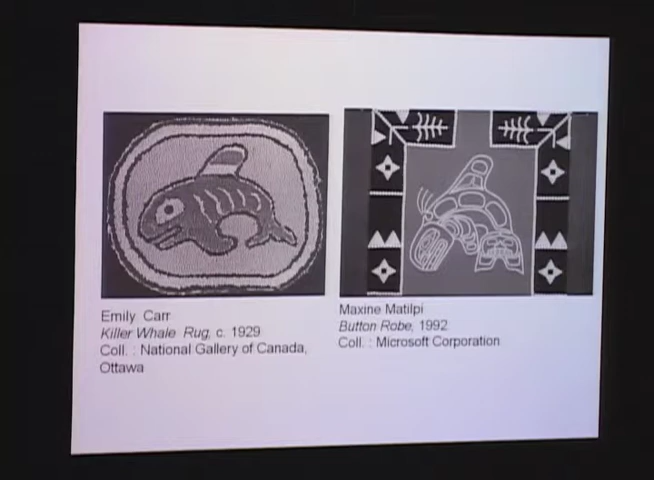 Emily Carr
Killer Whale Rug, c. 1929
Coll. : National Gallery of Canada,
Ottawa
Maxine Matilpi
Button Robe, 1992
Coll. : Microsoft Corporation